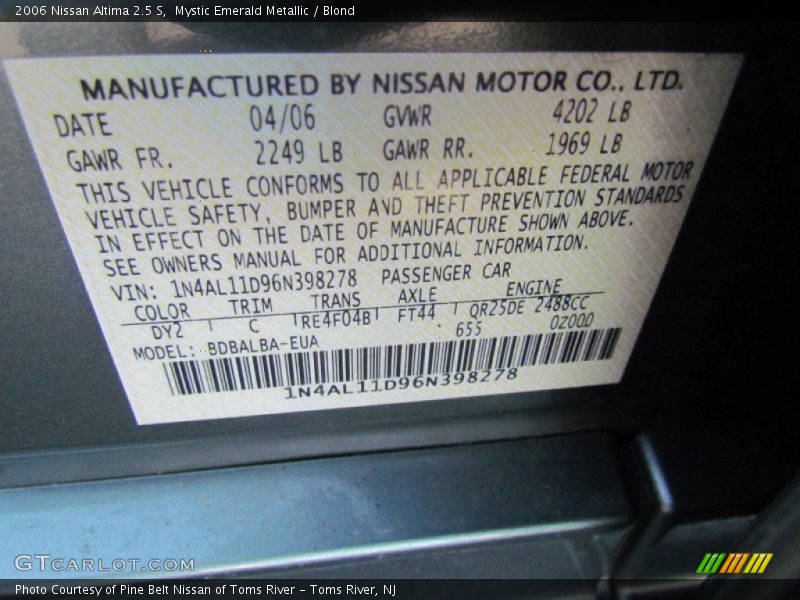 2006 Nissan Altima 2.5 S, Mystic Emerald Metallic / Blond
MANUFACTURED BY NISSAN MOTOR CO., LTD.
DATE 04/06 GVWR 4202 LB
GAWR FR. 2249 LB GAWR RR. 1969 LB
THIS VEHICLE CONFORMS TO ALL APPLICABLE FEDERAL MOTOR
VEHICLE SAFETY, BUMPER AND THEFT PREVENTION STANDARDS
IN EFFECT ON THE DATE OF MANUFACTURE SHOWN ABOVE.
SEE OWNERS MANUAL FOR ADDITIONAL INFORMATION.
VIN: 1N4AL11D96N398278 PASSENGER CAR
COLOR TRIM TRANS AXLE ENGINE
DY2 C RE4F04B FT44 QR25DE 2488CC
MODEL: BDBALBA-EUA 655 0Z000
1N4AL11D96N398278
GTCARLOT.COM
Photo Courtesy of Pine Belt Nissan of Toms River – Toms River, NJ